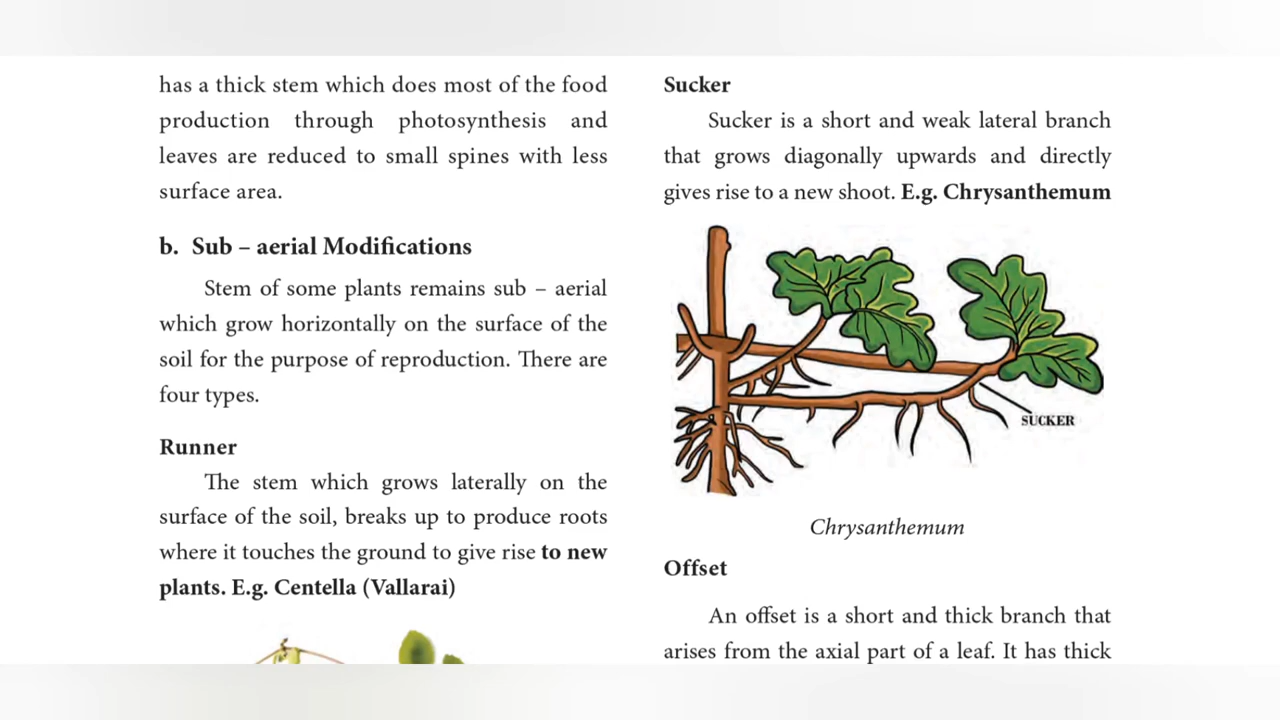 has a thick stem which does most of the food
production through photosynthesis and
leaves are reduced to small spines with less
surface area.
b. Sub – aerial Modifications
Stem of some plants remains sub – aerial
which grow horizontally on the surface of the
soil for the purpose of reproduction. There are
four types.
Runner
The stem which grows laterally on the
surface of the soil, breaks up to produce roots
where it touches the ground to give rise to new
plants. E.g. Centella (Vallarai)
Sucker
Sucker is a short and weak lateral branch
that grows diagonally upwards and directly
gives rise to a new shoot. E.g. Chrysanthemum
SUCKER
Chrysanthemum
Offset
An offset is a short and thick branch that
arises from the axial part of a leaf. It has thick